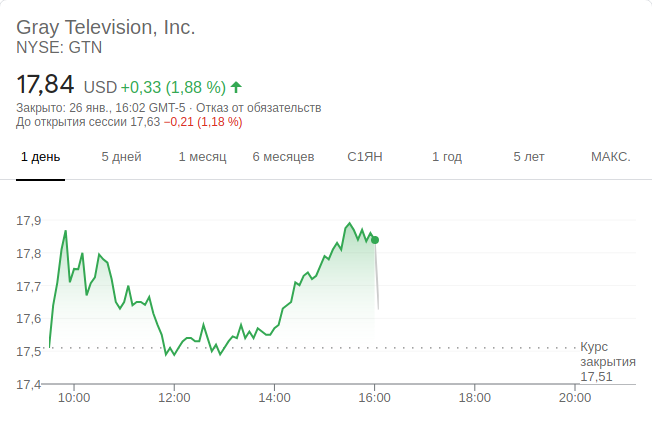 Gray Television, Inc.
NYSE: GTN
17,84 USD +0,33 (1,88 %)
Закрыто: 26 янв., 16:02 GMT-5 · Отказ от обязательств
До открытия сессии 17,63 −0,21 (1,18 %)
1 день 5 дней 1 месяц 6 месяцев С1ЯН 1 год 5 лет МАКС.
17,9
17,8
17,7
17,6
17,5
Курс
закрытия
17,51
17,4
10:00 12:00 14:00 16:00 18:00 20:00